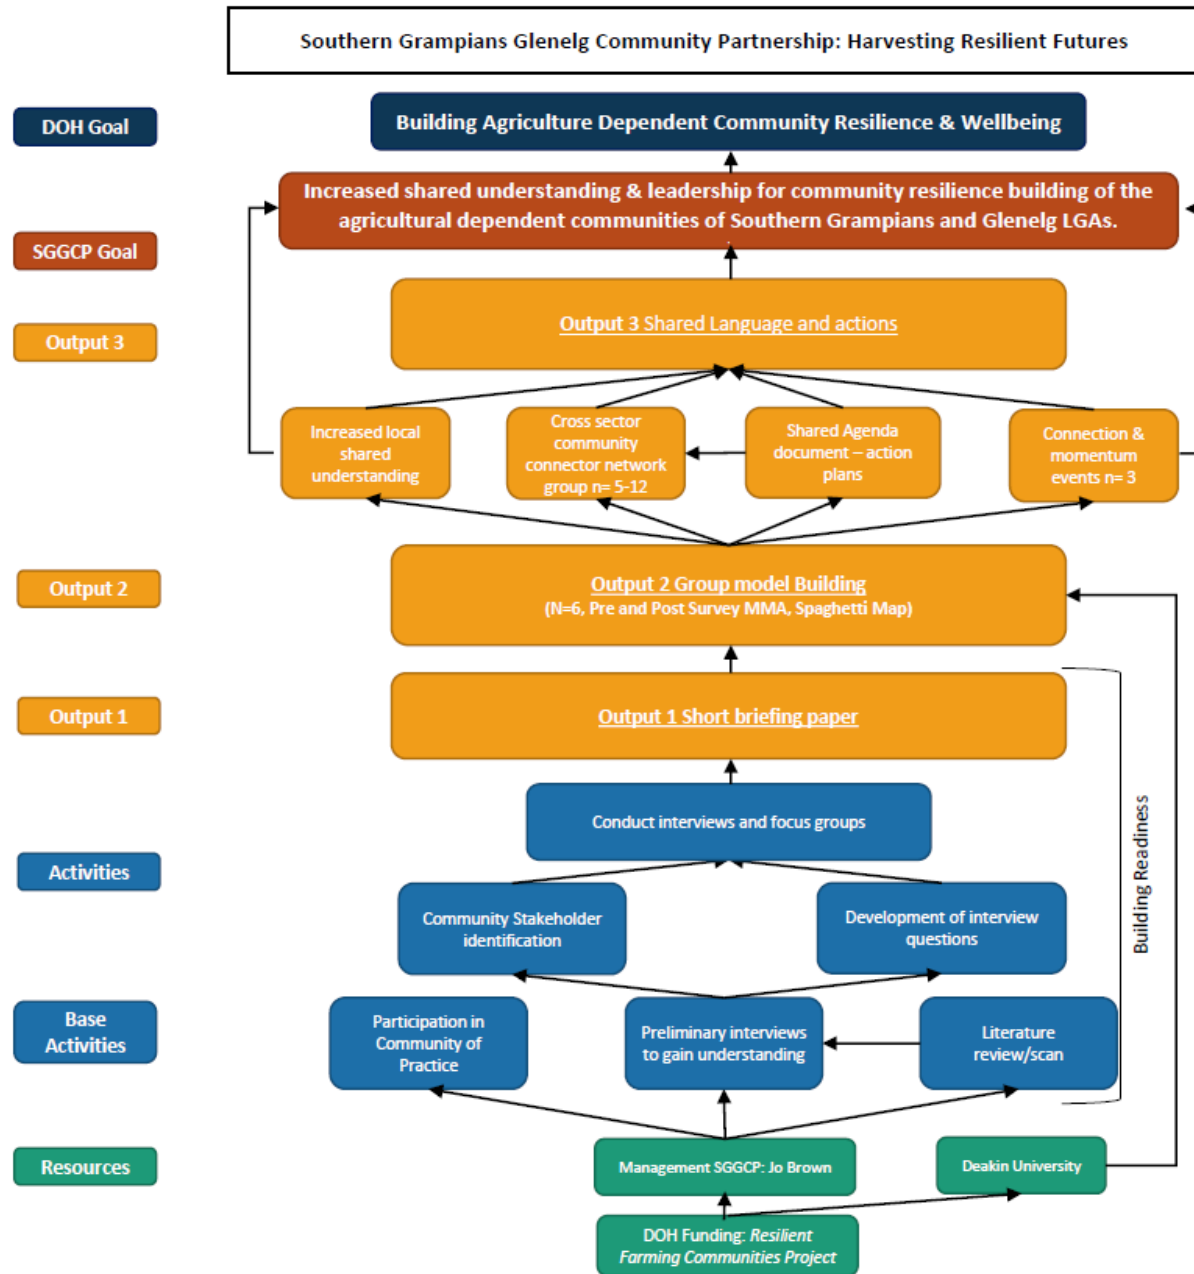 Southern Grampians Glenelg Community Partnership: Harvesting Resilient Futures
DOH Goal
Building Agriculture Dependent Community Resilience & Wellbeing
Increased shared understanding & leadership for community resilience building of the
agricultural dependent communities of Southern Grampians and Glenelg LGAs.
SGGCP Goal
Output 3 Shared Language and actions
Output 3
Increased local
shared
understanding
Cross sector
community
connector network
group n= 5-12
Shared Agenda
document – action
plans
Connection &
momentum
events n= 3
Output 2
Output 2 Group model Building
(N=6, Pre and Post Survey MMA, Spaghetti Map)
Output 1
Output 1 Short briefing paper
Conduct interviews and focus groups
Activities
Community Stakeholder
identification
Development of interview
questions
Building Readiness
Base
Activities
Participation in
Community of
Practice
Preliminary interviews
to gain understanding
Literature
review/scan
Resources
Management SGGCP: Jo Brown
Deakin University
DOH Funding: Resilient
Farming Communities Project